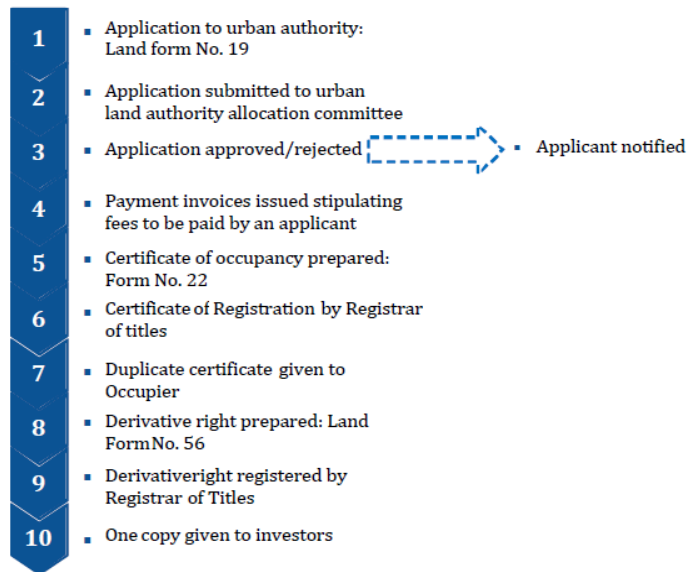 1
▪ Application to urban authority:
Land form No. 19
2
▪ Application submitted to urban
land authority allocation committee
3
▪ Application approved/rejected
▪ Applicant notified
4
▪ Payment invoices issued stipulating
fees to be paid by an applicant
5
▪ Certificate of occupancy prepared:
Form No. 22
6
▪ Certificate of Registration by Registrar
of titles
7
▪ Duplicate certificate given to
Occupier
8
▪ Derivative right prepared: Land
FormNo. 56
9
▪ Derivativeright registered by
Registrar of Titles
10
▪ One copy given to investors